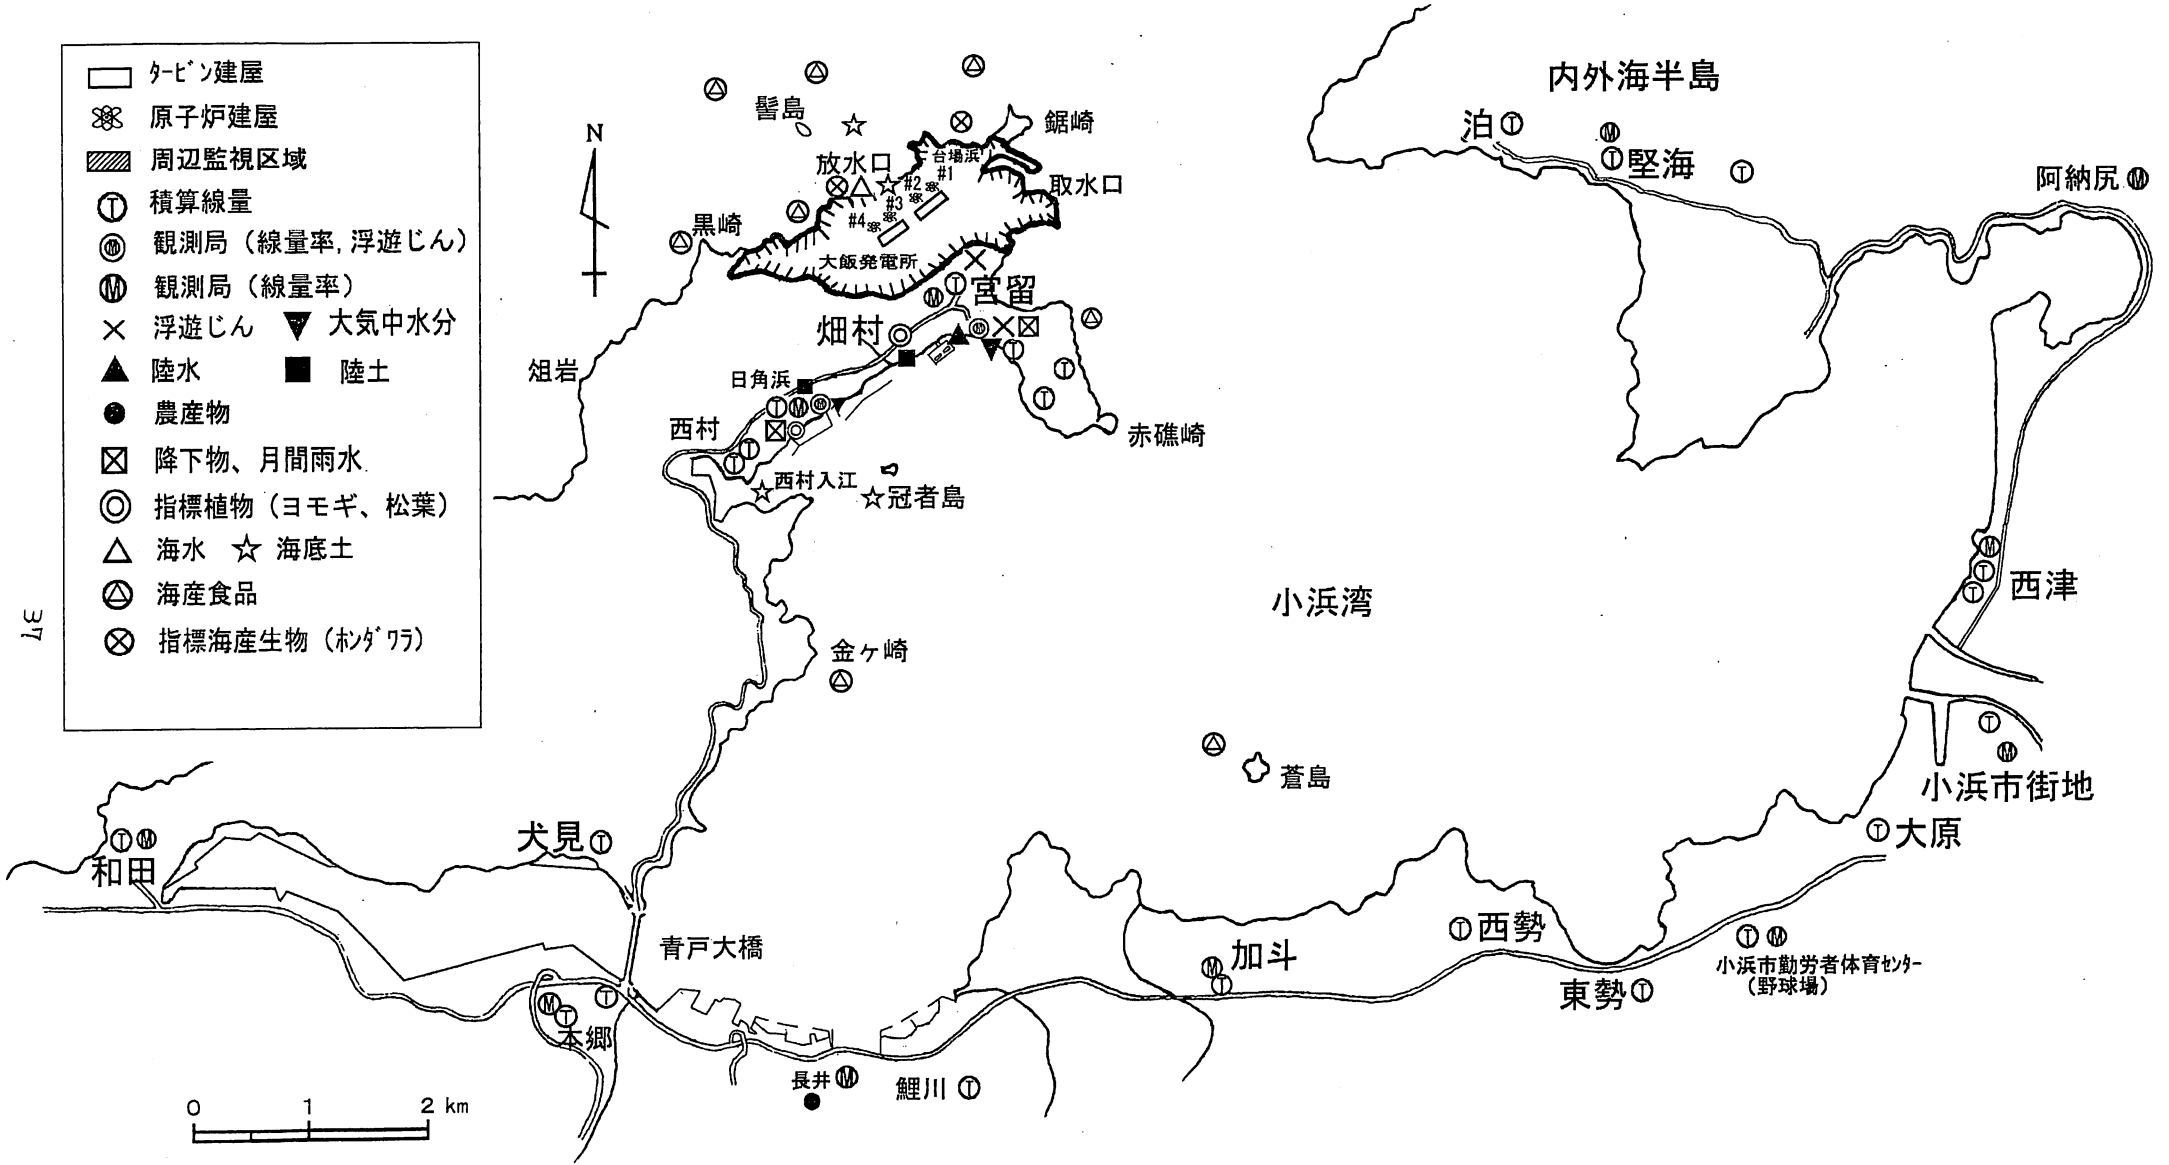 タービン建屋
原子炉建屋
周辺監視区域
Ⓣ 積算線量
Ⓜ 観測局（線量率,浮遊じん）
Ⓜ 観測局（線量率）
浮遊じん 大気中水分
陸水 陸土
農産物
降下物、月間雨水
指標植物（ヨモギ、松葉）
海水 海底土
海産食品
指標海産生物（ホンダワラ）
37
N
髻島
鋸崎
台場浜
放水口
#1
#2
取水口
#3
#4
黒崎
大飯発電所
宮留
畑村
俎岩
日角浜
西村
赤礁崎
西村入江
冠者島
内外海半島
泊
堅海
阿納尻
小浜湾
西津
金ヶ崎
蒼島
小浜市街地
大原
犬見
和田
青戸大橋
加斗
西勢
東勢
小浜市勤労者体育センター
（野球場）
本郷
長井
鯉川
0 1 2 km